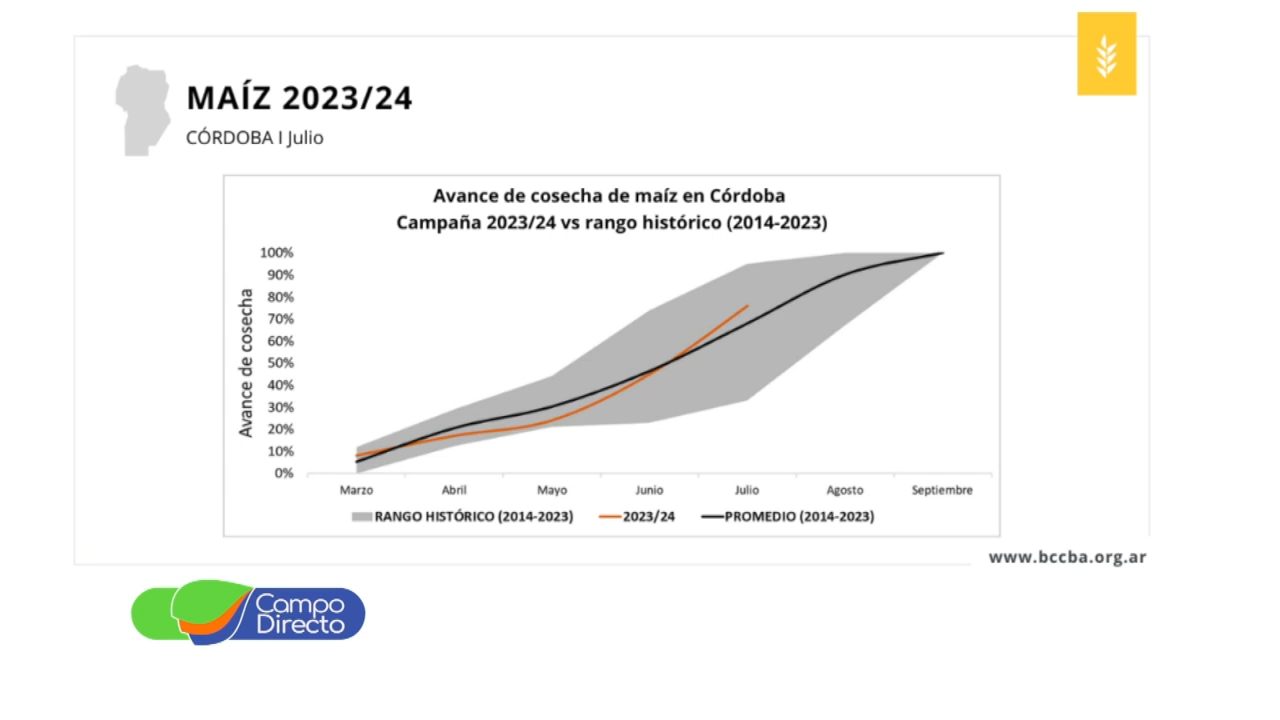 MAÍZ 2023/24
CÓRDOBA I Julio
Avance de cosecha de maíz en Córdoba
Campaña 2023/24 vs rango histórico (2014-2023)
Avance de cosecha
100%
90%
80%
70%
60%
50%
40%
30%
20%
10%
0%
Marzo Abril Mayo Junio Julio Agosto Septiembre
RANGO HISTÓRICO (2014-2023) 2023/24 PROMEDIO (2014-2023)
www.bccba.org.ar
Campo
Directo